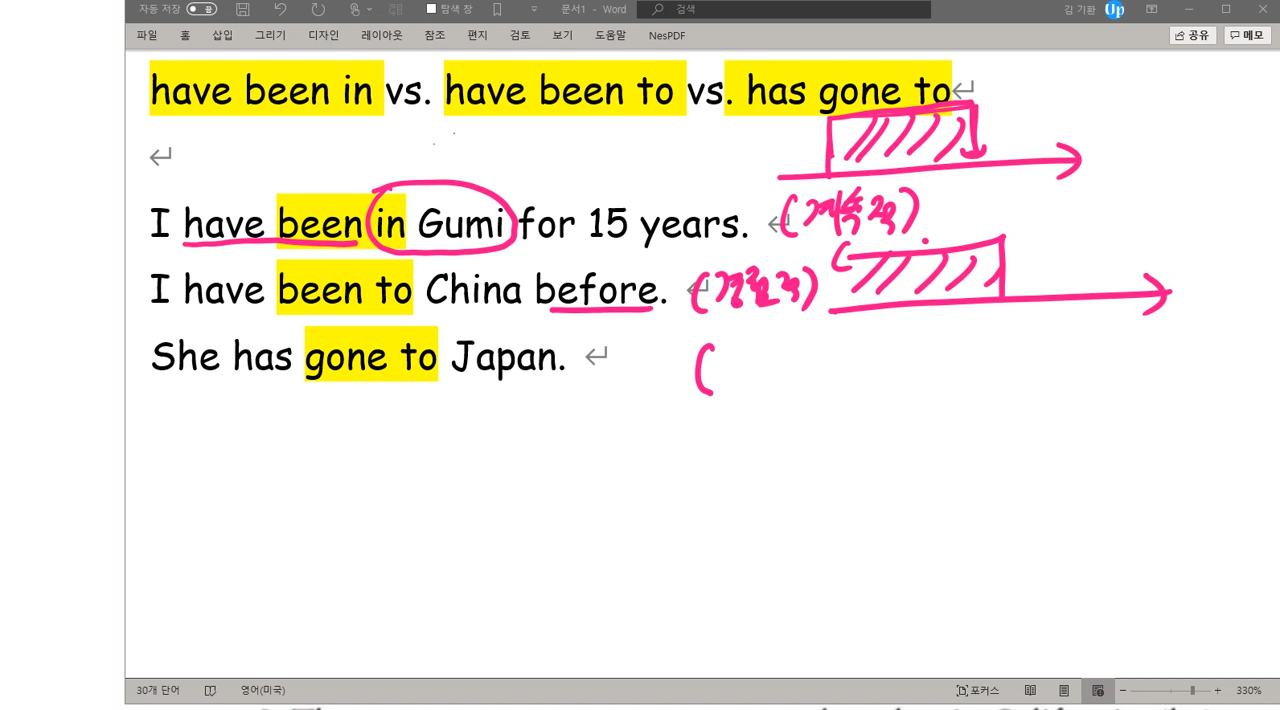 자동 저장 끔 탐색 창 문서1 - Word 검색 김 기환 Up
파일 홈 삽입 그리기 디자인 레이아웃 참조 편지 검토 보기 도움말 NesPDF 공유 메모
have been in vs. have been to vs. has gone to
I have been in Gumi for 15 years. (계속적)
I have been to China before. (경험적)
She has gone to Japan. (
30개 단어 영어(미국) 포커스 330%